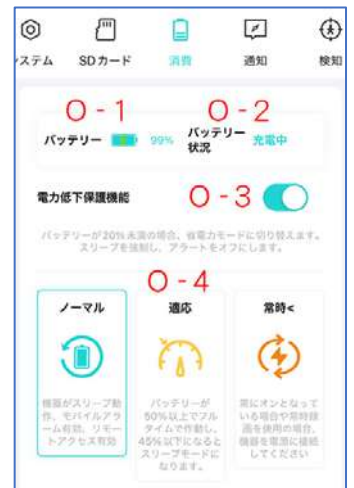 システム SDカード 消費 通知 検知
O - 1 O - 2
バッテリー 99% バッテリー状況 充電中
電力低下保護機能 O - 3
バッテリーが20%未満の場合、省電力モードに切り替えます。
スリープを強制し、アラートをオフにします。
O - 4
ノーマル
機器がスリープ動
作、モバイルアラ
ーム有効、リモー
トアクセス有効
適応
バッテリーが
50%以上でフル
タイムで作動し、
45%以下になると
スリープモードに
なります。
常時<
常にオンとなって
いる場合や常時録
画を使用の場合、
機器を電源に接続
してください